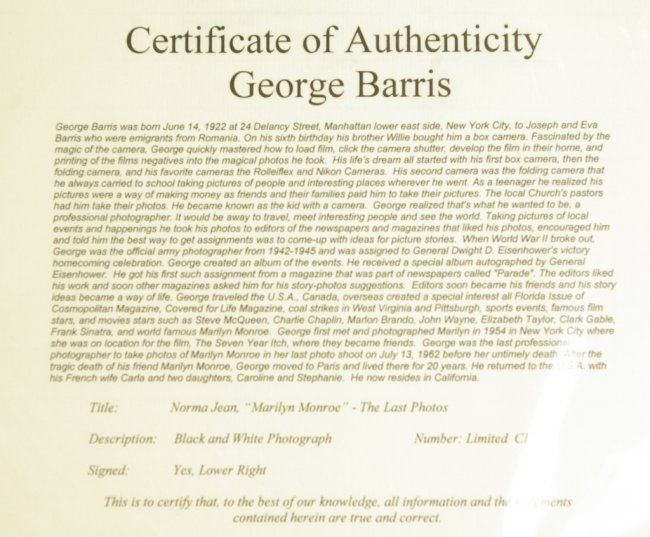 Certificate of Authenticity
George Barris
George Barris was born June 14, 1922 at 24 Delancy Street, Manhattan lower east side, New York City, to Joseph and Eva
Barris who were emigrants from Romania. On his sixth birthday his brother Willie bought him a box camera. Fascinated by the
magic of the camera, George quickly mastered how to load film, click the camera shutter, develop the film in their home, and
printing of the films negatives into the magical photos he took. His life's dream all started with his first box camera, then the
folding camera, and his favorite cameras the Rolleiflex and Nikon Cameras. His second camera was the folding camera that
he always carried to school taking pictures of people and interesting places wherever he went. As a teenager he realized his
pictures were a way of making money as friends and their families paid him to take their pictures. The local Church's pastors
had him take their photos. He became known as the kid with a camera. George realized that's what he wanted to be, a
professional photographer. It would be away to travel, meet interesting people and see the world. Taking pictures of local
events and happenings he took his photos to editors of the newspapers and magazines that liked his photos, encouraged him
and told him the best way to get assignments was to come-up with ideas for picture stories. When World War II broke out,
George was the official army photographer from 1942-1945 and was assigned to General Dwight D. Eisenhower's victory
homecoming celebration. George created an album of the events. He received a special album autographed by General
Eisenhower. He got his first such assignment from a magazine that was part of newspapers called "Parade". The editors liked
his work and soon other magazines asked him for his story-photos suggestions. Editors soon became his friends and his story
ideas became a way of life. George traveled the U.S.A., Canada, overseas created a special interest all Florida Issue of
Cosmopolitan Magazine, Covered for Life Magazine, coal strikes in West Virginia and Pittsburgh, sports events, famous film
stars, and movies stars such as Steve McQueen, Charlie Chaplin, Marlon Brando, John Wayne, Elizabeth Taylor, Clark Gable,
Frank Sinatra, and world famous Marilyn Monroe. George first met and photographed Marilyn in 1954 in New York City where
she was on location for the film, The Seven Year Itch, where they became friends. George was the last professional
photographer to take photos of Marilyn Monroe in her last photo shoot on July 13, 1962 before her untimely death. After the
tragic death of his friend Marilyn Monroe, George moved to Paris and lived there for 20 years. He returned to the U.S.A. with
his French wife Carla and two daughters, Caroline and Stephanie. He now resides in California.
Title: Norma Jean, "Marilyn Monroe" - The Last Photos
Description: Black and White Photograph Number: Limited
Signed: Yes, Lower Right
This is to certify that, to the best of our knowledge, all information and the
contained herein are true and correct.